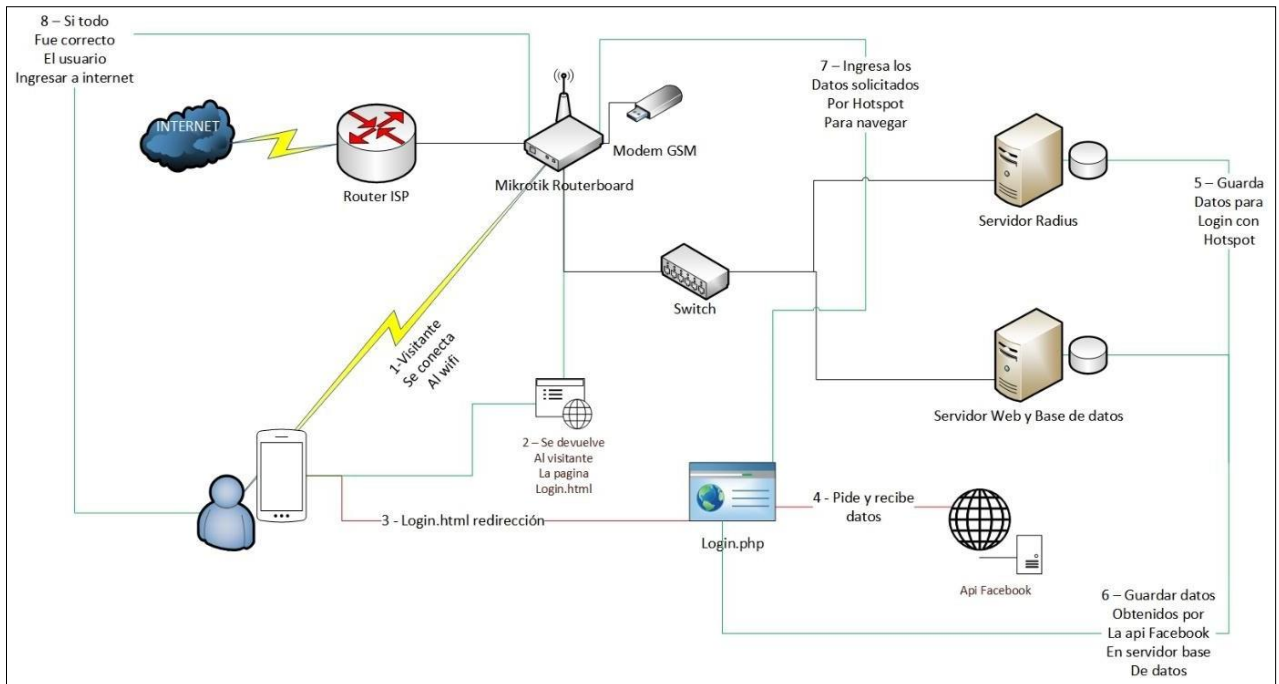 8 – Si todo
Fue correcto
El usuario
Ingresar a internet
INTERNET
Router ISP
Mikrotik Routerboard
Modem GSM
7 – Ingresa los
Datos solicitados
Por Hotspot
Para navegar
Servidor Radius
5 – Guarda
Datos para
Login con
Hotspot
Switch
1-Visitante
Se conecta
Al wifi
Servidor Web y Base de datos
2 – Se devuelve
Al visitante
La pagina
Login.html
3 - Login.html redirección
Login.php
4 - Pide y recibe
datos
Api Facebook
6 – Guardar datos
Obtenidos por
La api Facebook
En servidor base
De datos